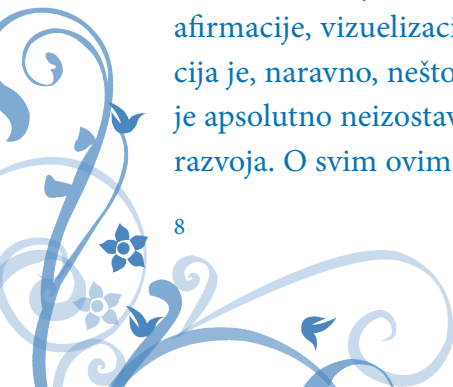 afirmacije, vizuelizaci
cija je, naravno, nešto
je apsolutno neizostav
razvoja. O svim ovim
8